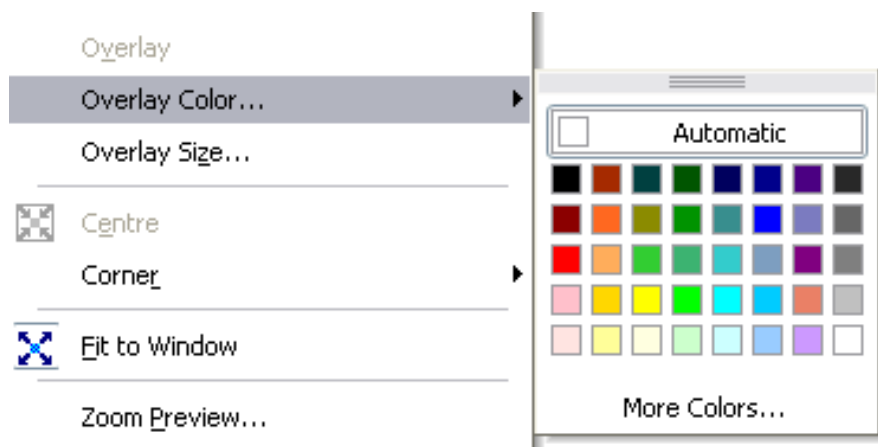 Overlay
Overlay Color...
Overlay Size...
Centre
Corner
Fit to Window
Zoom Preview...
Automatic
More Colors...